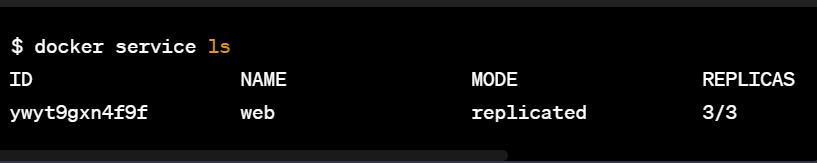 $ docker service ls
ID NAME MODE REPLICAS
ywyt9gxn4f9f web replicated 3/3